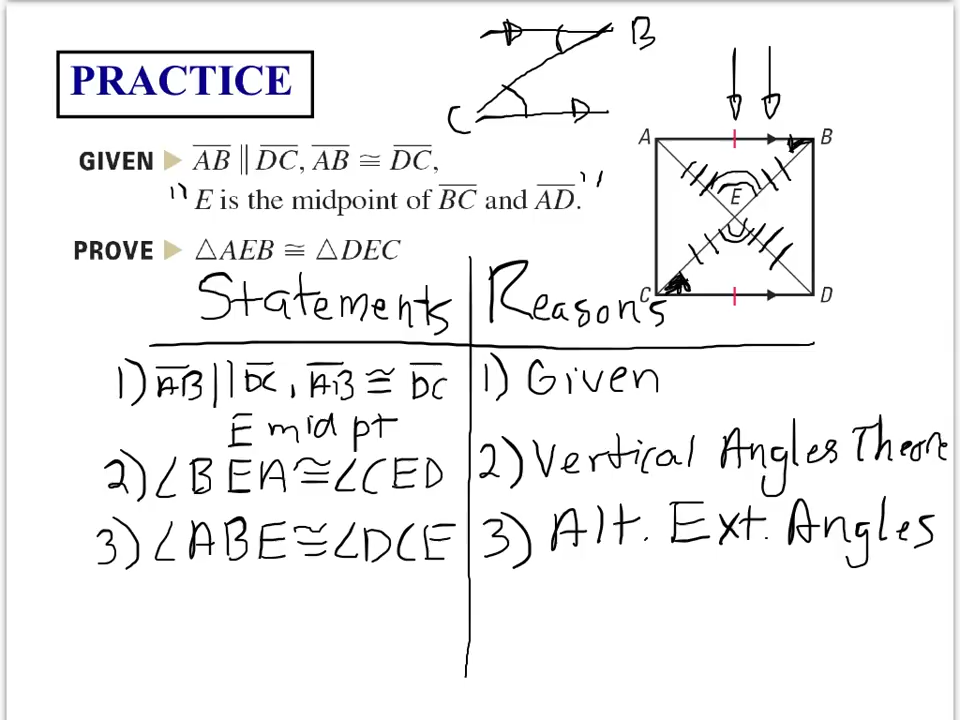 B
PRACTICE
C
A B
GIVEN ▶ AB ∥ DC, AB ≅ DC,
" E is the midpoint of BC and AD. "
E
PROVE ▶ △AEB ≅ △DEC
C D
Statements Reasons
1) AB || DC, AB ≅ DC 1) Given
E mid pt
2) ∠BEA ≅ ∠CED 2) Vertical Angles Theore
3) ∠ABE ≅ ∠DCE 3) Alt. Ext. Angles